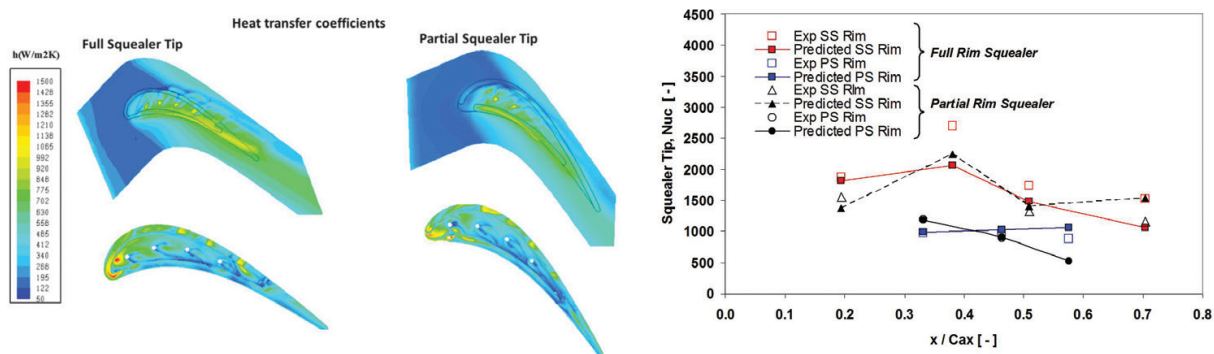 Heat transfer coefficients
h(W/m2K)
Full Squealer Tip
Partial Squealer Tip
1500
1428
1355
1282
1210
1138
1065
992
920
848
775
702
630
558
485
412
340
268
195
122
50
Squealer Tip, Nuc [ - ]
4500
4000
3500
3000
2500
2000
1500
1000
500
0
Exp SS Rim
Predicted SS Rim
Exp PS Rim
Predicted PS Rim
Full Rim Squealer
Exp SS RIm
Predicted SS Rim
Exp PS Rim
Predicted PS Rim
Partial Rim Squealer
0.0 0.1 0.2 0.3 0.4 0.5 0.6 0.7 0.8
x / Cax [ - ]